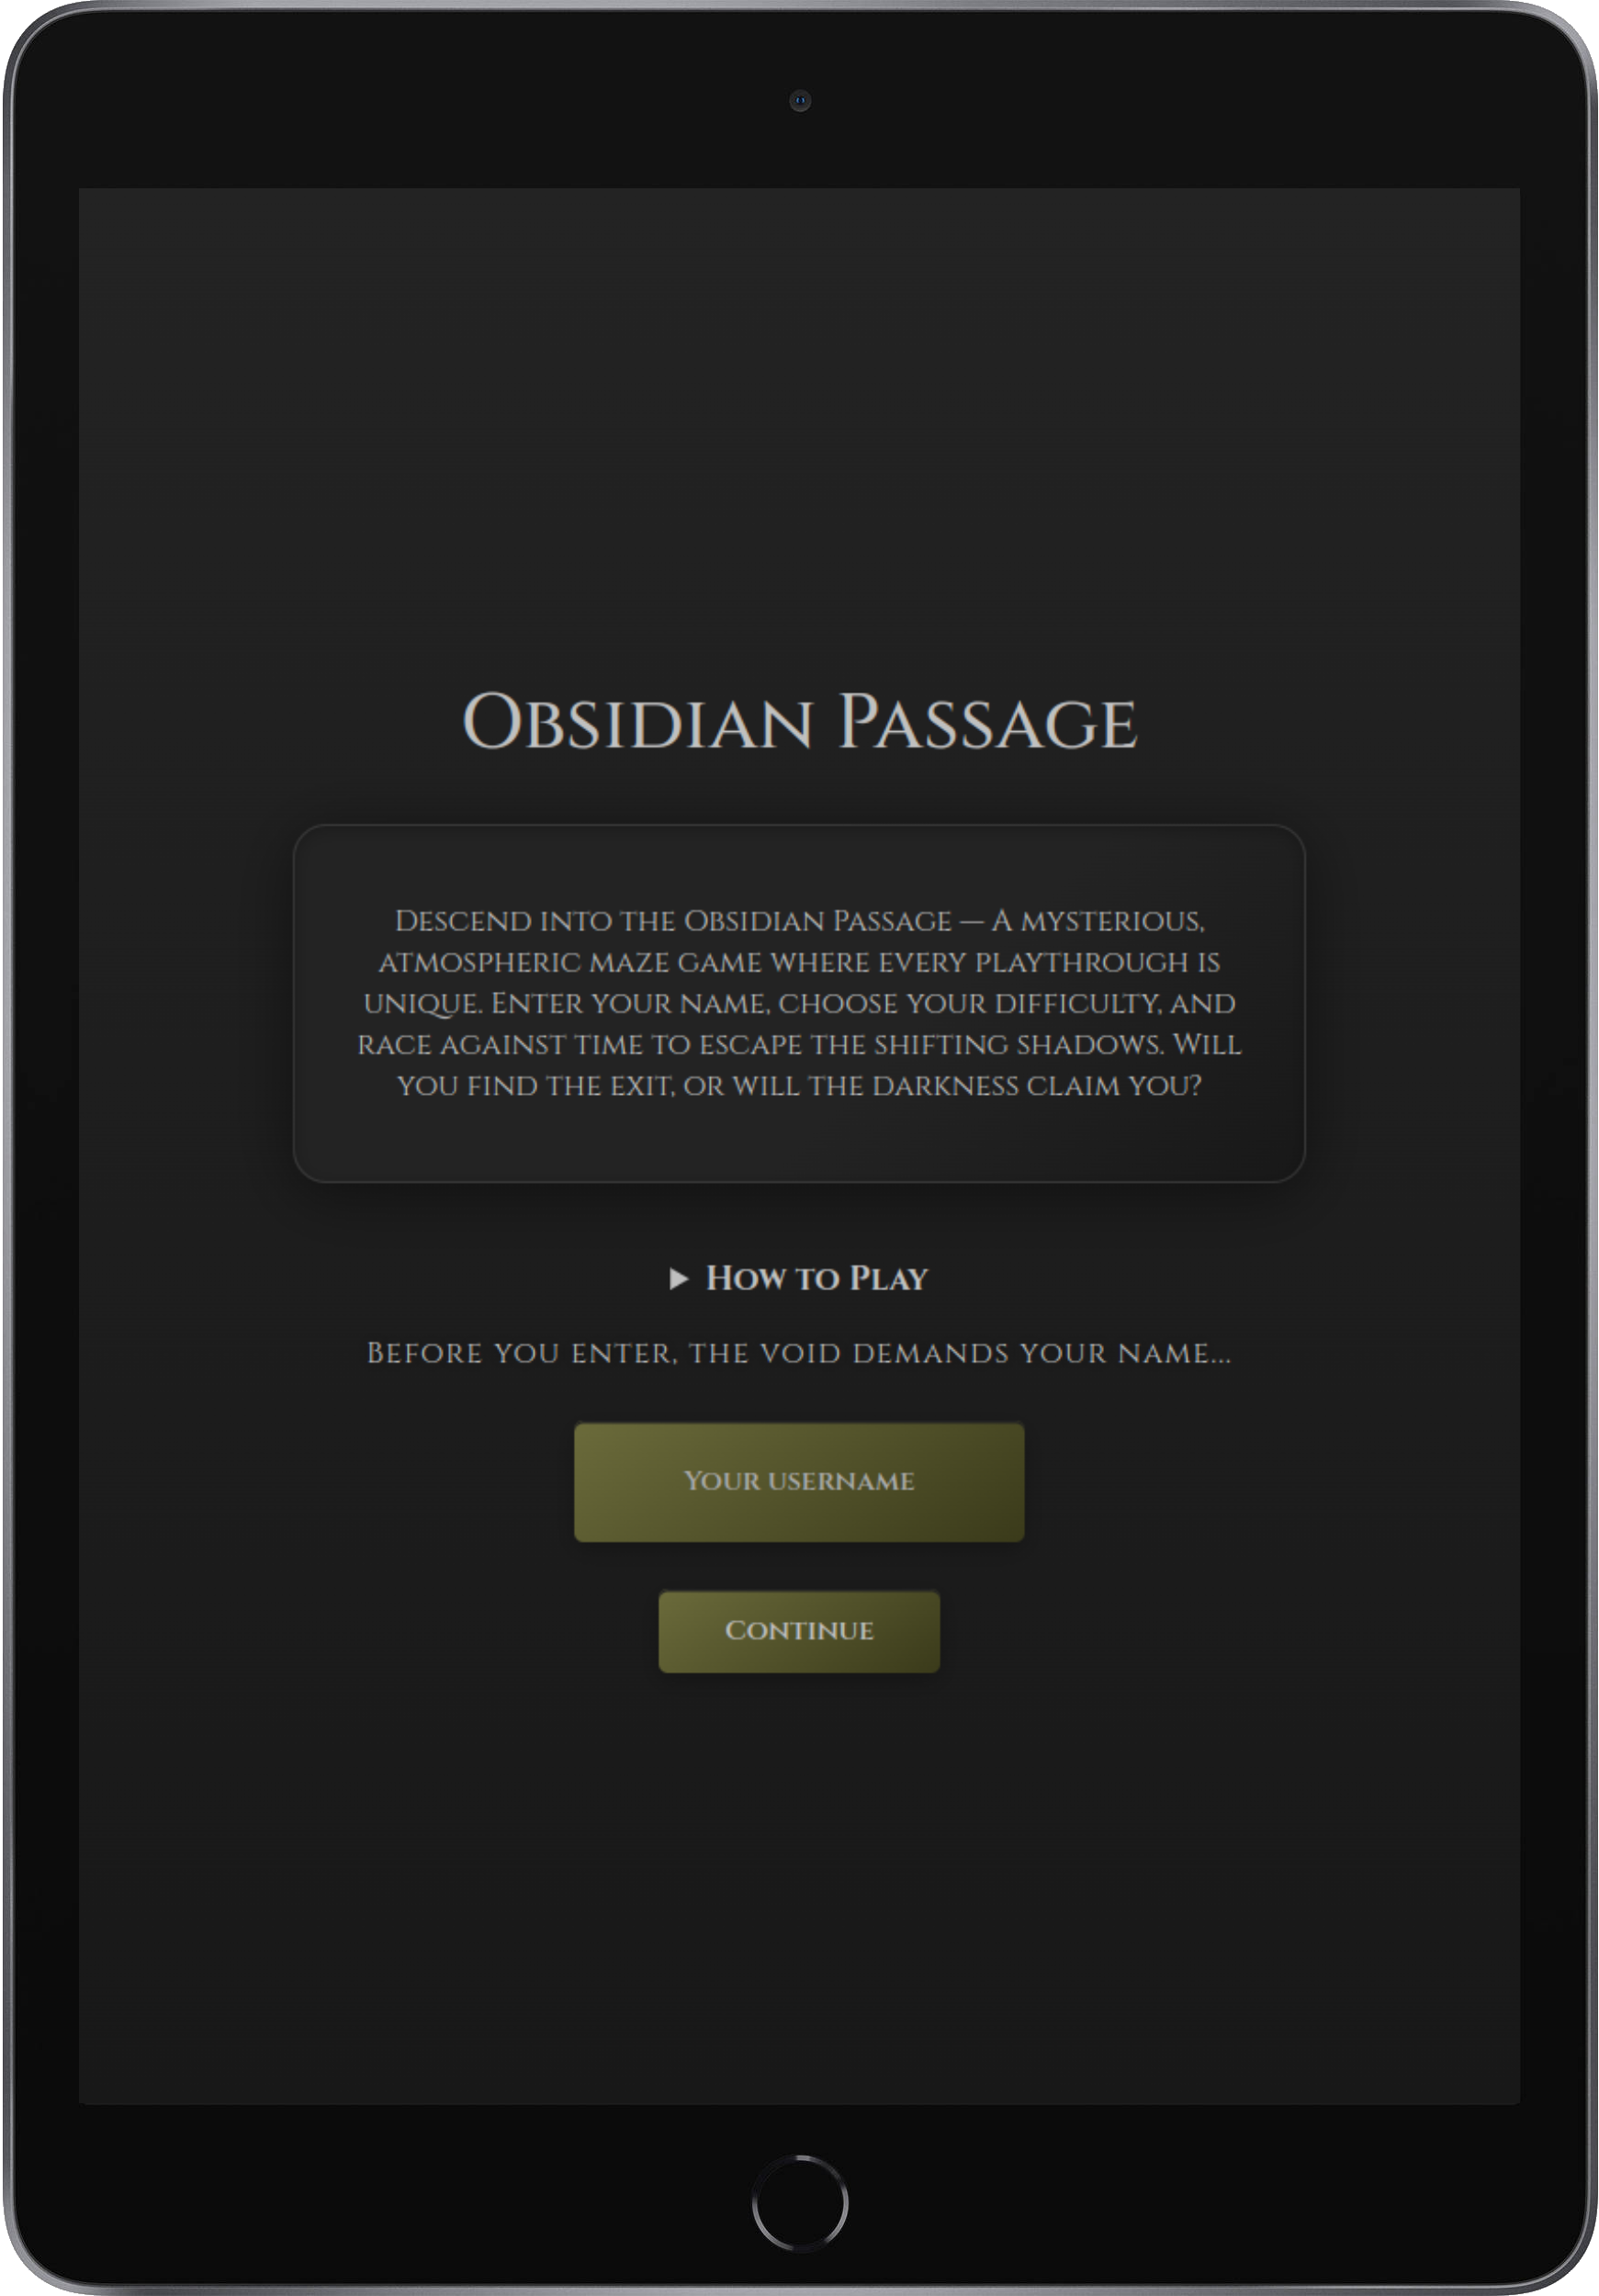 Obsidian Passage
Descend into the Obsidian Passage — A mysterious,
atmospheric maze game where every playthrough is
unique. Enter your name, choose your difficulty, and
race against time to escape the shifting shadows. Will
you find the exit, or will the darkness claim you?
▶ How to Play
Before you enter, the void demands your name...
Your username
Continue